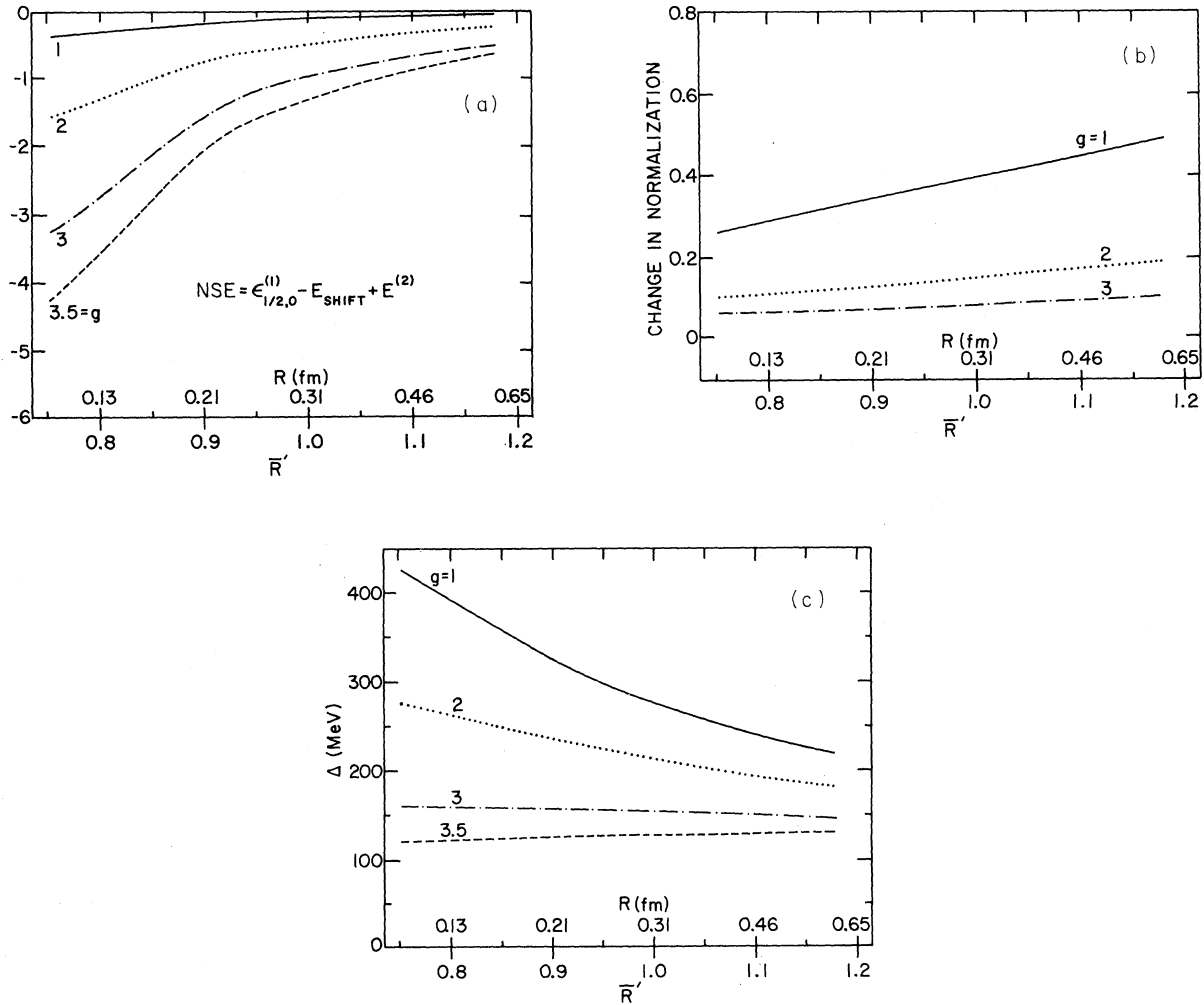 0
-1
-2
-3
-4
-5
-6
1
2
3
3.5=g
(a)
NSE=ϵ^{(1)}_{1/2,0}-E_{SHIFT}+E^{(2)}
R(fm)
0.13 0.21 0.31 0.46 0.65
0.8 0.9 1.0 1.1 1.2
R̅′
0.8
0.6
0.4
0.2
0
CHANGE IN NORMALIZATION
(b)
g=1
2
3
R(fm)
0.13 0.21 0.31 0.46 0.65
0.8 0.9 1.0 1.1 1.2
R̅′
400
300
200
100
0
Δ (MeV)
(c)
g=1
2
3
3.5
R(fm)
0.13 0.21 0.31 0.46 0.65
0.8 0.9 1.0 1.1 1.2
R̅′